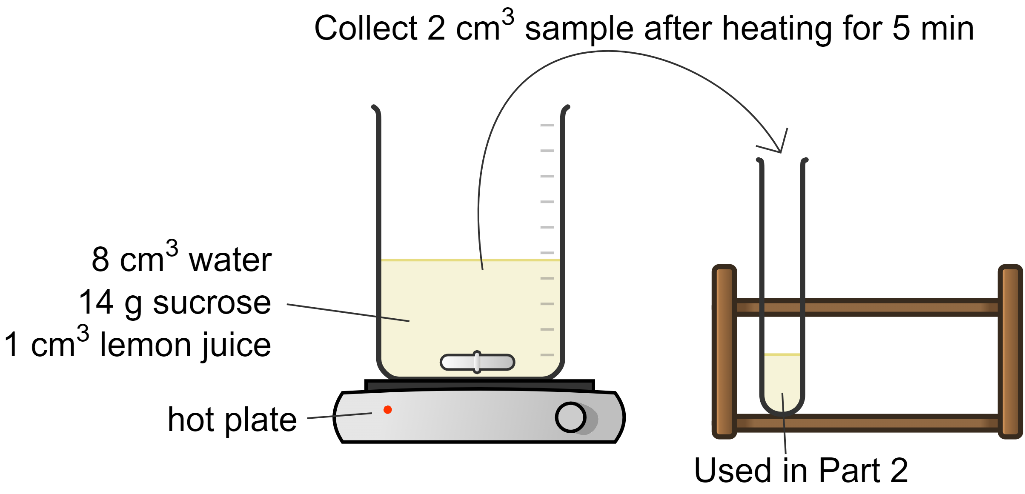 Collect 2 cm³ sample after heating for 5 min
8 cm³ water
14 g sucrose
1 cm³ lemon juice
hot plate
Used in Part 2